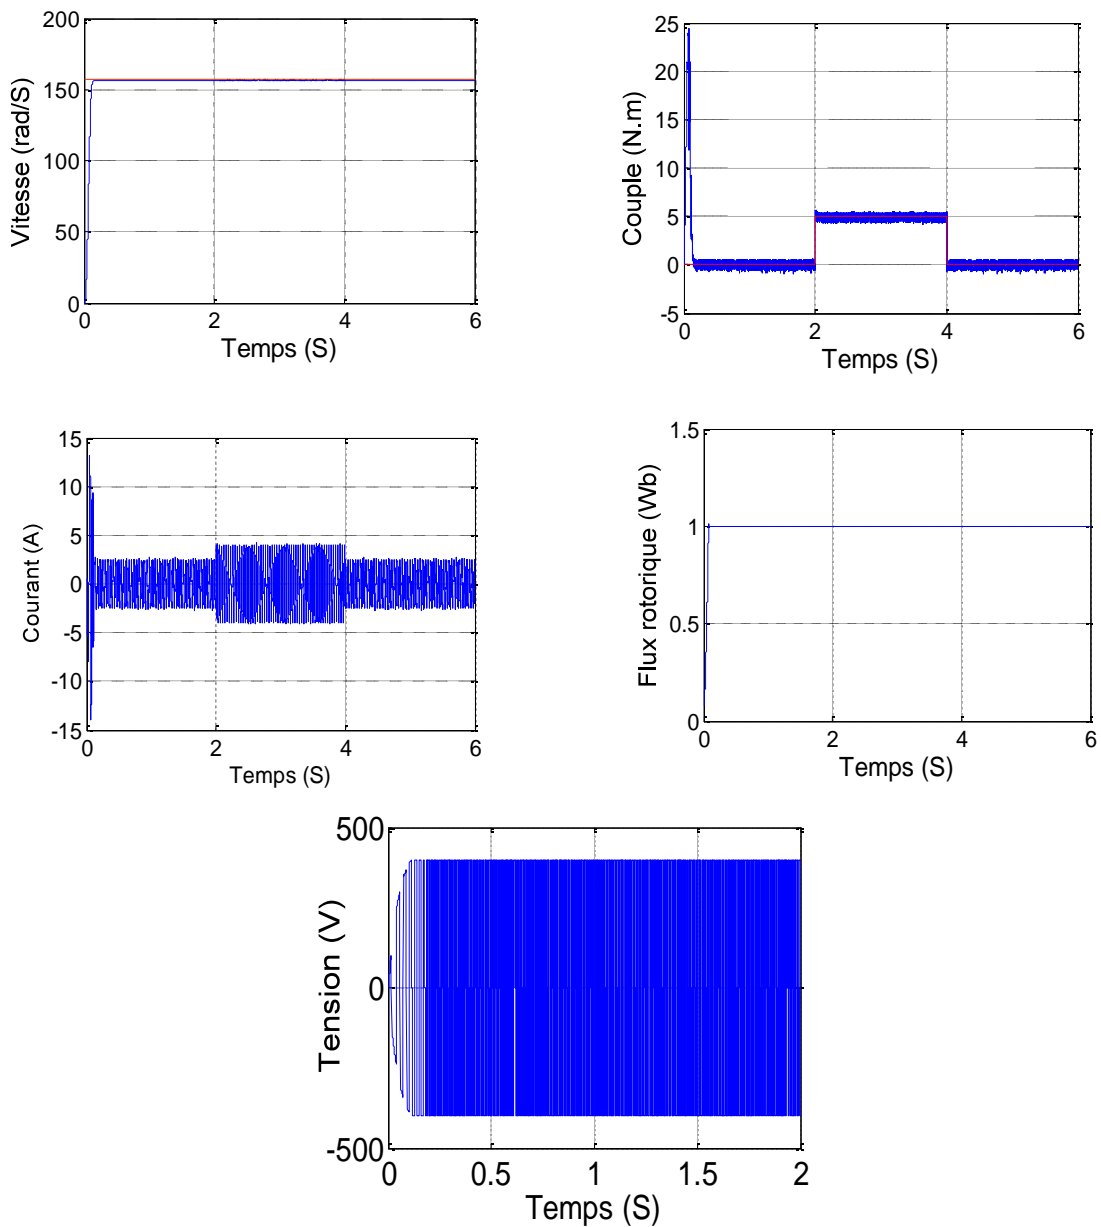 200
150
100
50
0
0 2 4 6
Vitesse (rad/S)
Temps (S)
25
20
15
10
5
0
-5
0 2 4 6
Couple (N.m)
Temps (S)
15
10
5
0
-5
-10
-15
0 2 4 6
Courant (A)
Temps (S)
1.5
1
0.5
0
0 2 4 6
Flux rotorique (Wb)
Temps (S)
500
0
-500
0 0.5 1 1.5 2
Tension (V)
Temps (S)